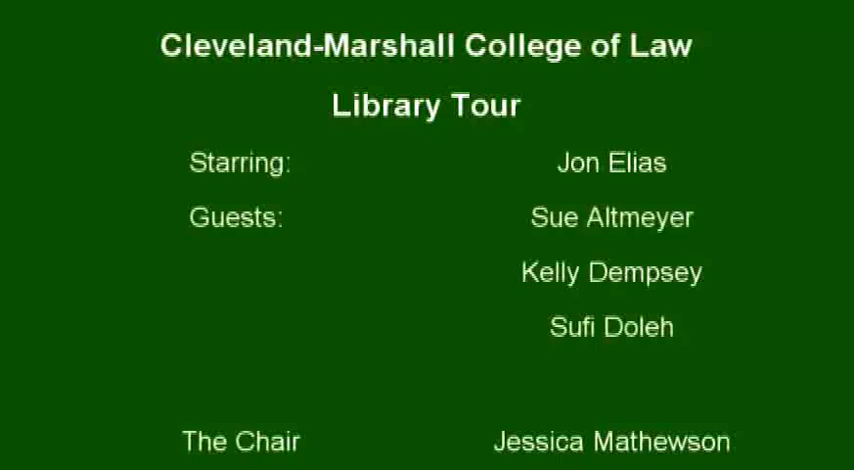 Cleveland-Marshall College of Law
Library Tour
Starring: Jon Elias
Guests: Sue Altmeyer
Kelly Dempsey
Sufi Doleh
The Chair Jessica Mathewson